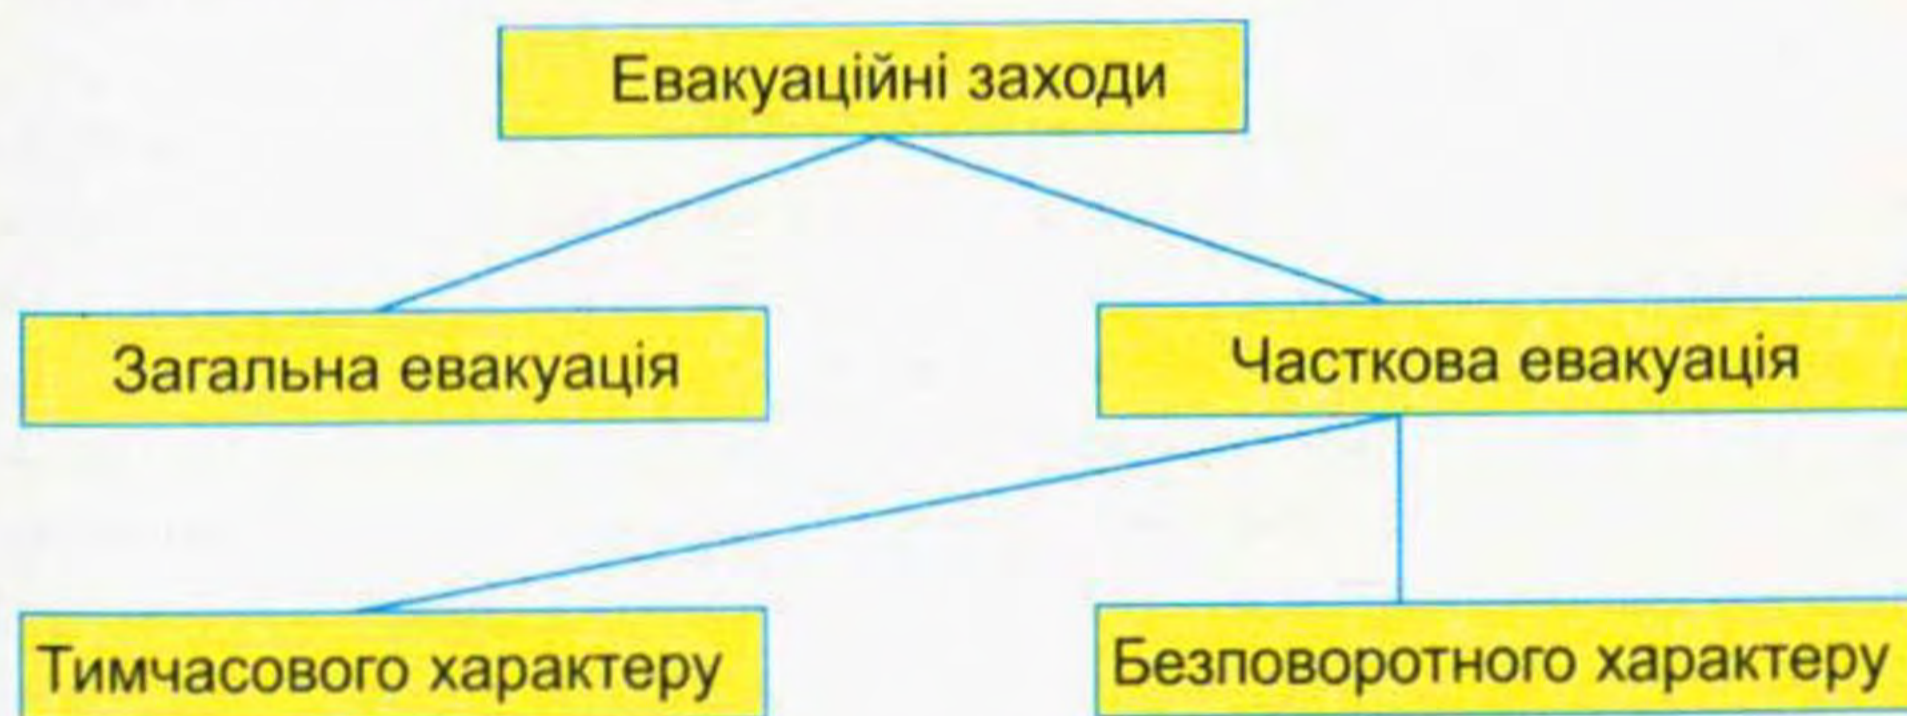 Евакуаційні заходи
Загальна евакуація
Часткова евакуація
Тимчасового характеру
Безповоротного характеру